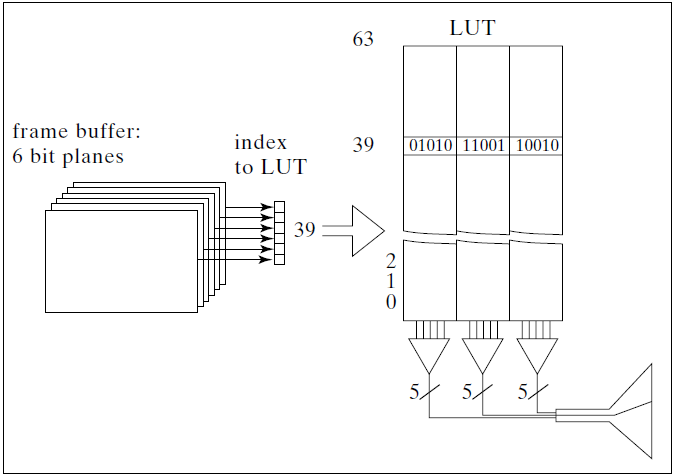 LUT
63
frame buffer:
6 bit planes
index
to LUT
39
01010 11001 10010
39
2
1
0
5 5 5